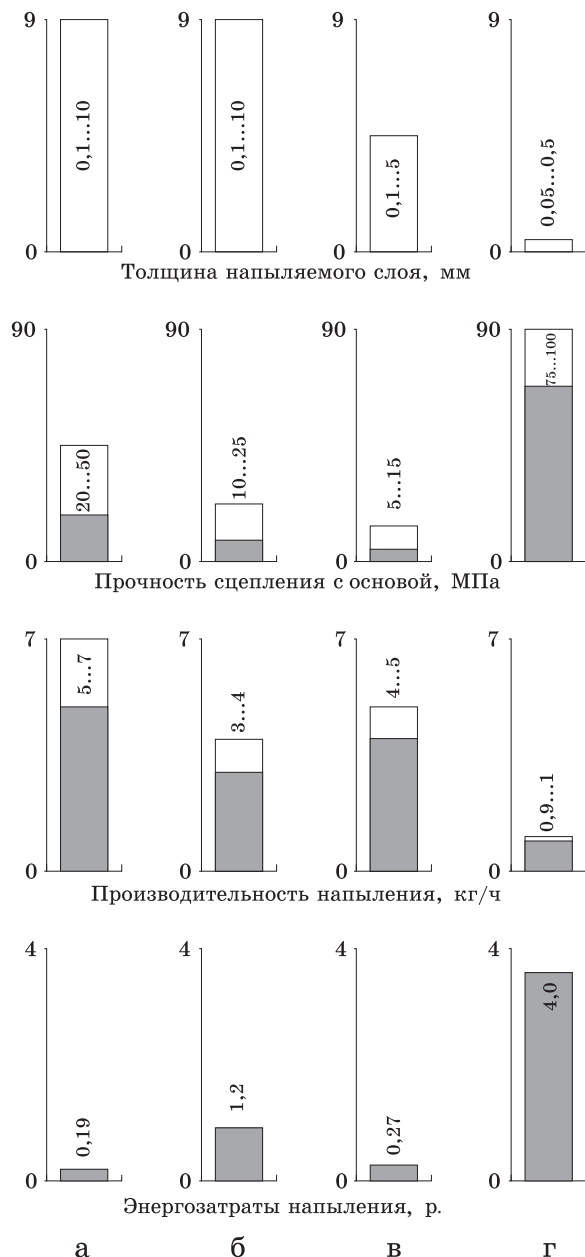 9 9 9 9
0,1...10 0,1...10 0,1...5 0,05...0,5
0 0 0 0
Толщина напыляемого слоя, мм
90 90 90 90
20...50 10...25 5...15 75...100
0 0 0 0
Прочность сцепления с основой, МПа
7 7 7 7
5...7 3...4 4...5 0,9...1
0 0 0 0
Производительность напыления, кг/ч
4 4 4 4
0,19 1,2 0,27 4,0
0 0 0 0
Энергозатраты напыления, р.
а б в г